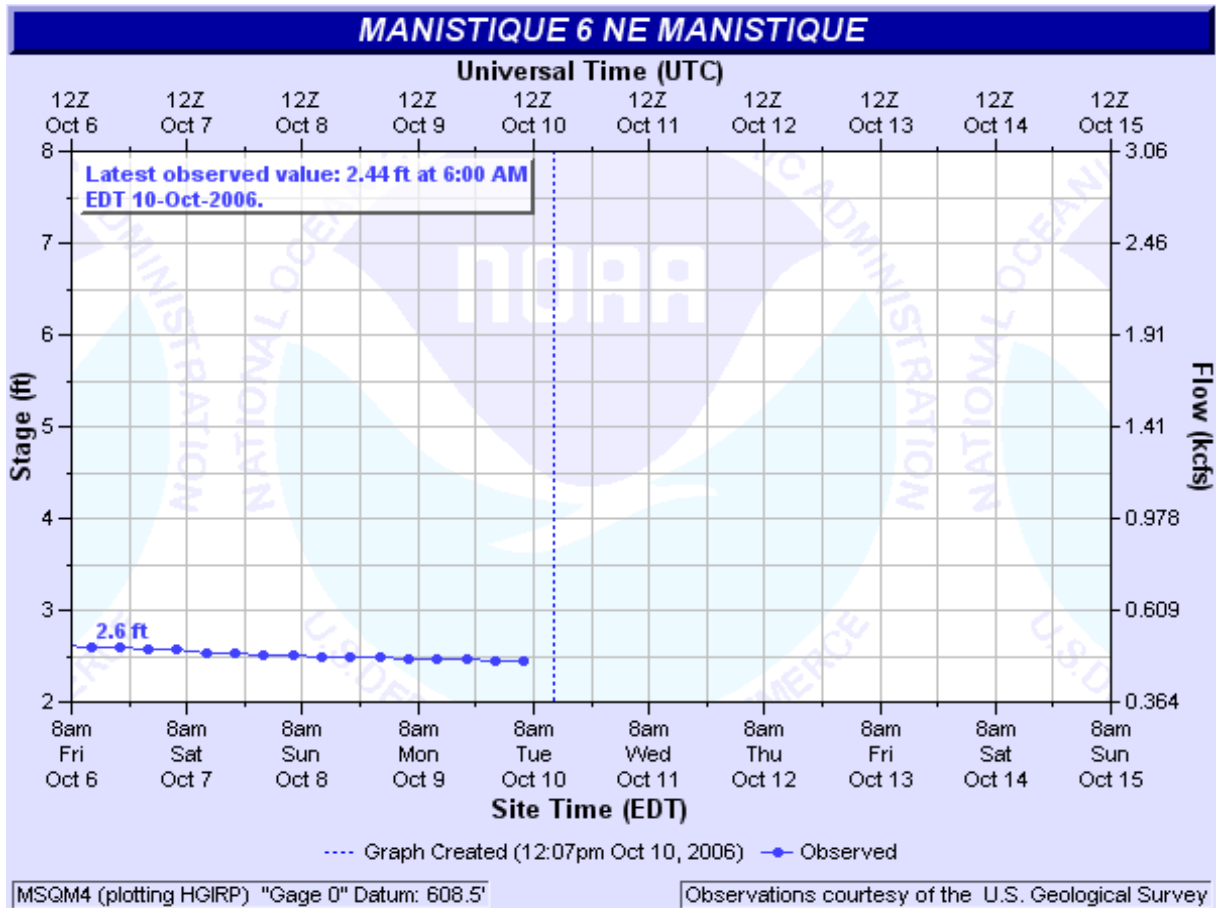 MANISTIQUE 6 NE MANISTIQUE
Universal Time (UTC)
12Z 12Z 12Z 12Z 12Z 12Z 12Z 12Z 12Z 12Z
Oct 6 Oct 7 Oct 8 Oct 9 Oct 10 Oct 11 Oct 12 Oct 13 Oct 14 Oct 15
Latest observed value: 2.44 ft at 6:00 AM
EDT 10-Oct-2006.
8
7
6
5
4
3
2
Stage (ft)
3.06
2.46
1.91
1.41
0.978
0.609
0.364
Flow (kcfs)
NOAA
NATIONAL OCEANIC
ADMINISTRATION
U.S.DE
MERCE
2.6 ft
8am 8am 8am 8am 8am 8am 8am 8am 8am 8am
Fri Sat Sun Mon Tue Wed Thu Fri Sat Sun
Oct 6 Oct 7 Oct 8 Oct 9 Oct 10 Oct 11 Oct 12 Oct 13 Oct 14 Oct 15
Site Time (EDT)
Graph Created (12:07pm Oct 10, 2006) Observed
MSQM4 (plotting HGIRP) "Gage 0" Datum: 608.5'
Observations courtesy of the U.S. Geological Survey